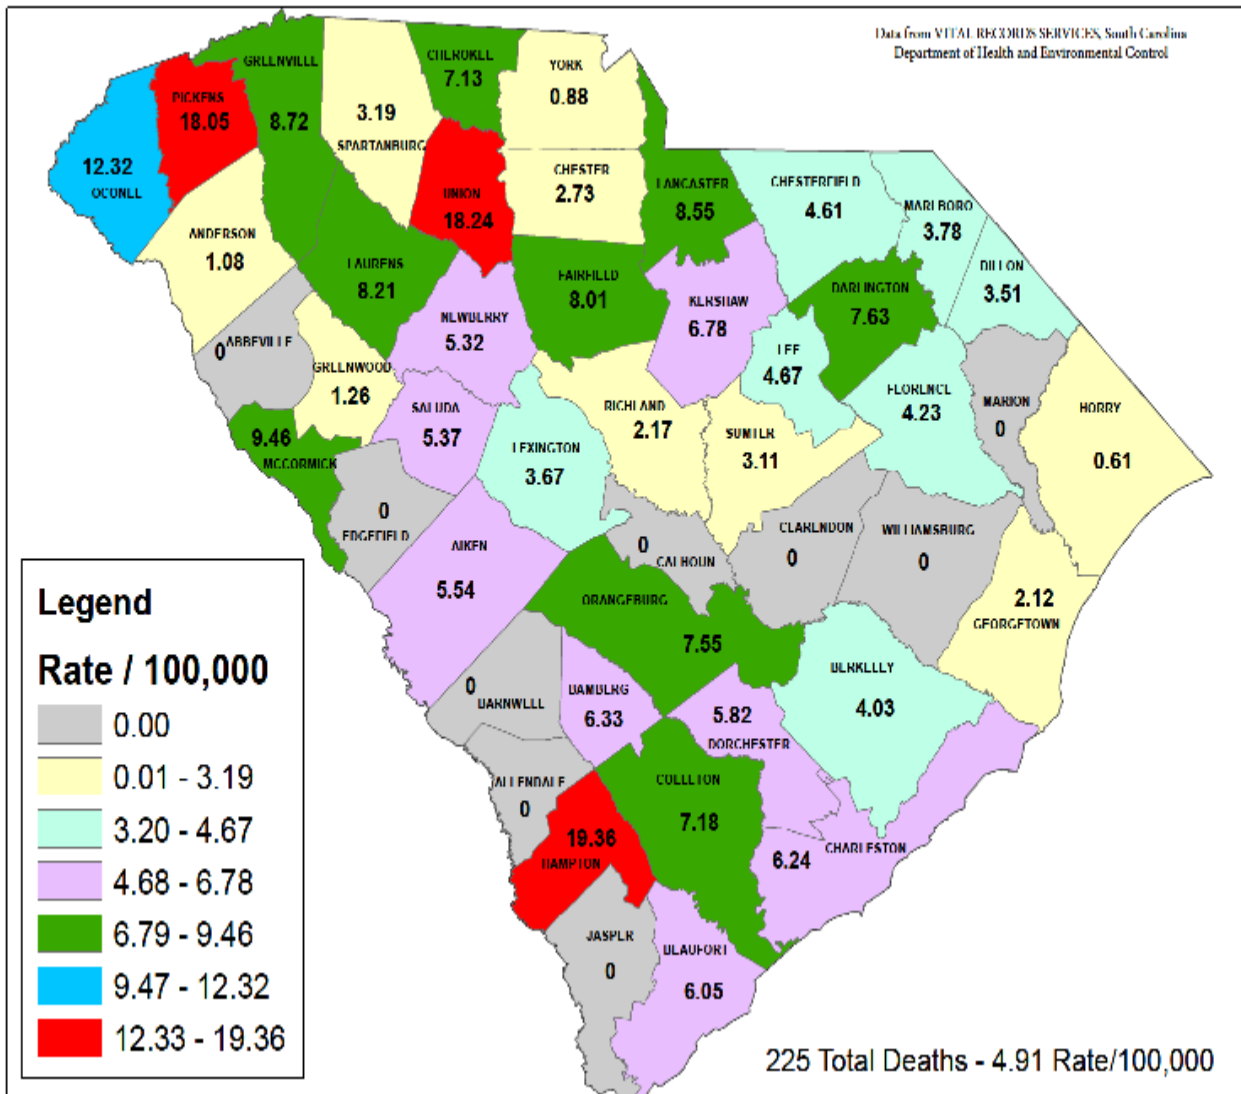 Data from VITAL RECORDS SERVICES, South Carolina
Department of Health and Environmental Control
GREENVILLE
8.72
CHEROKEE
7.13
YORK
0.88
PICKENS
18.05
3.19
SPARTANBURG
12.32
OCONEE
UNION
18.24
CHESTER
2.73
LANCASTER
8.55
CHESTERFIELD
4.61
MARLBORO
3.78
ANDERSON
1.08
LAURENS
8.21
FAIRFIELD
8.01
KERSHAW
6.78
DARLINGTON
7.63
DILLON
3.51
NEWBERRY
5.32
ABBEVILLE
0
GREENWOOD
1.26
LEE
4.67
FLORENCE
4.23
MARION
0
HORRY
0.61
SALUDA
5.37
RICHLAND
2.17
SUMTER
3.11
9.46
MCCORMICK
LEXINGTON
3.67
0
EDGEFIELD
AIKEN
5.54
0
CALHOUN
CLARENDON
0
WILLIAMSBURG
0
ORANGEBURG
7.55
2.12
GEORGETOWN
0
BARNWELL
BAMBERG
6.33
5.82
DORCHESTER
BERKELEY
4.03
ALLENDALE
0
COLLETON
7.18
19.36
HAMPTON
6.24
CHARLESTON
JASPER
0
BEAUFORT
6.05
Legend
Rate / 100,000
0.00
0.01 - 3.19
3.20 - 4.67
4.68 - 6.78
6.79 - 9.46
9.47 - 12.32
12.33 - 19.36
225 Total Deaths - 4.91 Rate/100,000